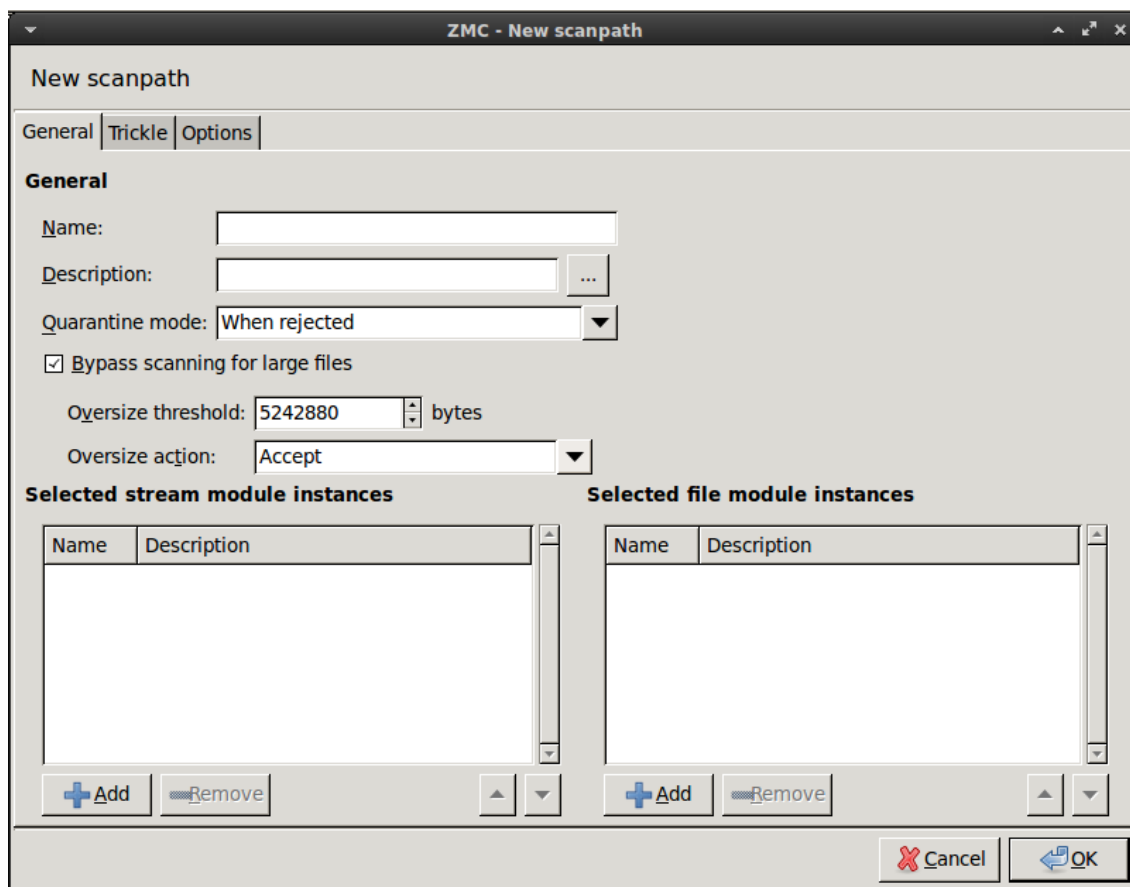 ZMC - New scanpath
New scanpath
General Trickle Options
General
Name:
Description: ...
Quarantine mode: When rejected
Bypass scanning for large files
Oversize threshold: 5242880 bytes
Oversize action: Accept
Selected stream module instances Selected file module instances
Name Description Name Description
Add Remove Add Remove
Cancel OK